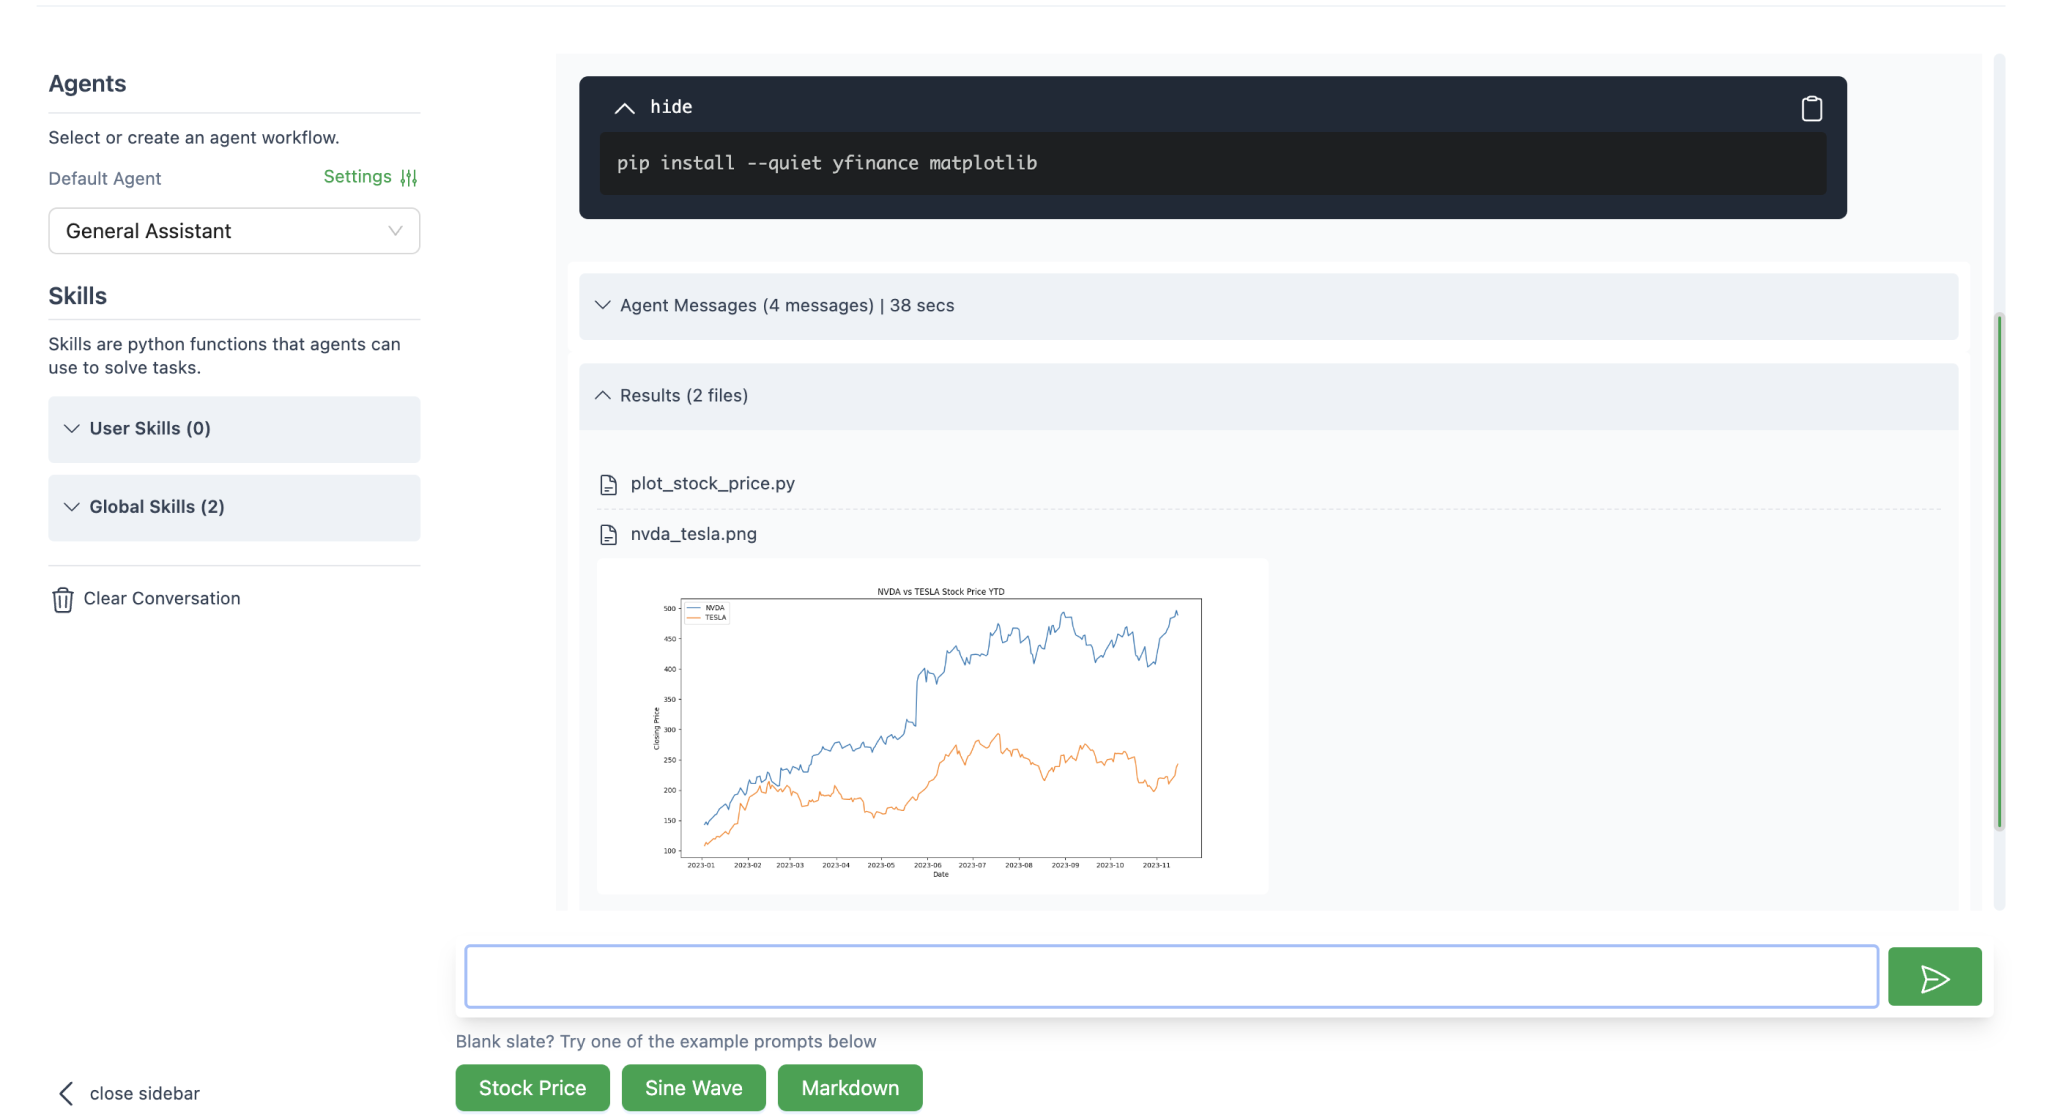 Agents
Select or create an agent workflow.
Default Agent
Settings
General Assistant
Skills
Skills are python functions that agents can
use to solve tasks.
User Skills (0)
Global Skills (2)
Clear Conversation
close sidebar
hide
pip install --quiet yfinance matplotlib
Agent Messages (4 messages) | 38 secs
Results (2 files)
plot_stock_price.py
nvda_tesla.png
NVDA vs TESLA Stock Price YTD
NVDA
TESLA
500
450
400
350
300
250
200
150
100
Closing Price
2023-01 2023-02 2023-03 2023-04 2023-05 2023-06 2023-07 2023-08 2023-09 2023-10 2023-11
Date
Blank slate? Try one of the example prompts below
Stock Price
Sine Wave
Markdown